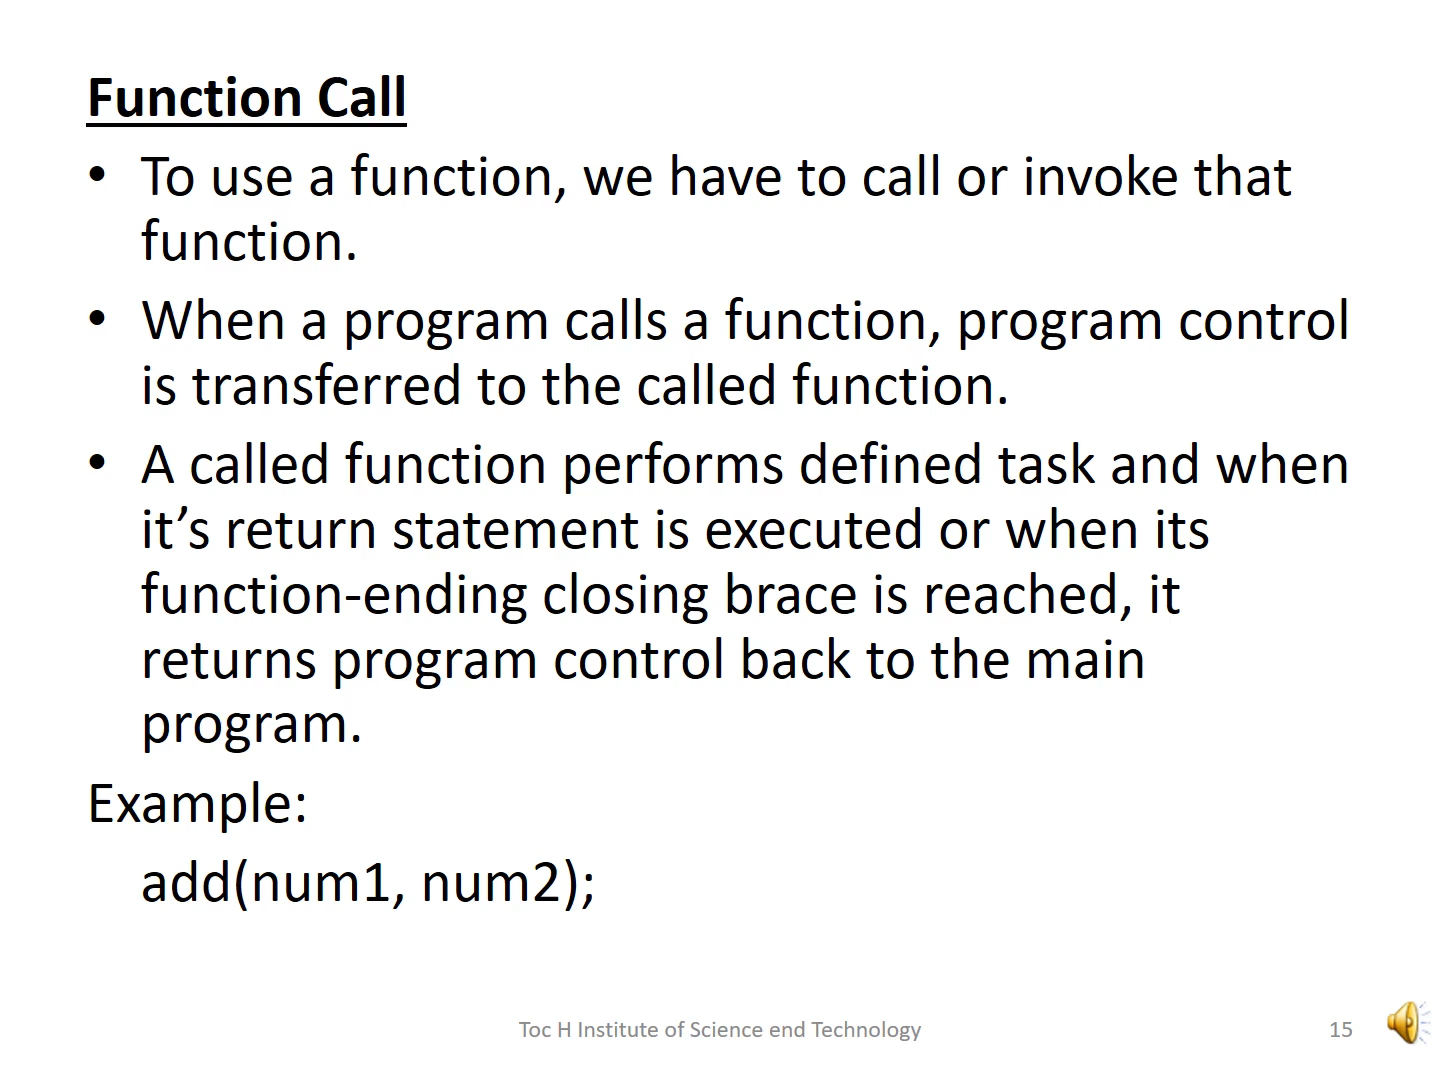 Function Call
• To use a function, we have to call or invoke that
function.
• When a program calls a function, program control
is transferred to the called function.
• A called function performs defined task and when
it’s return statement is executed or when its
function-ending closing brace is reached, it
returns program control back to the main
program.
Example:
add(num1, num2);
Toc H Institute of Science end Technology
15